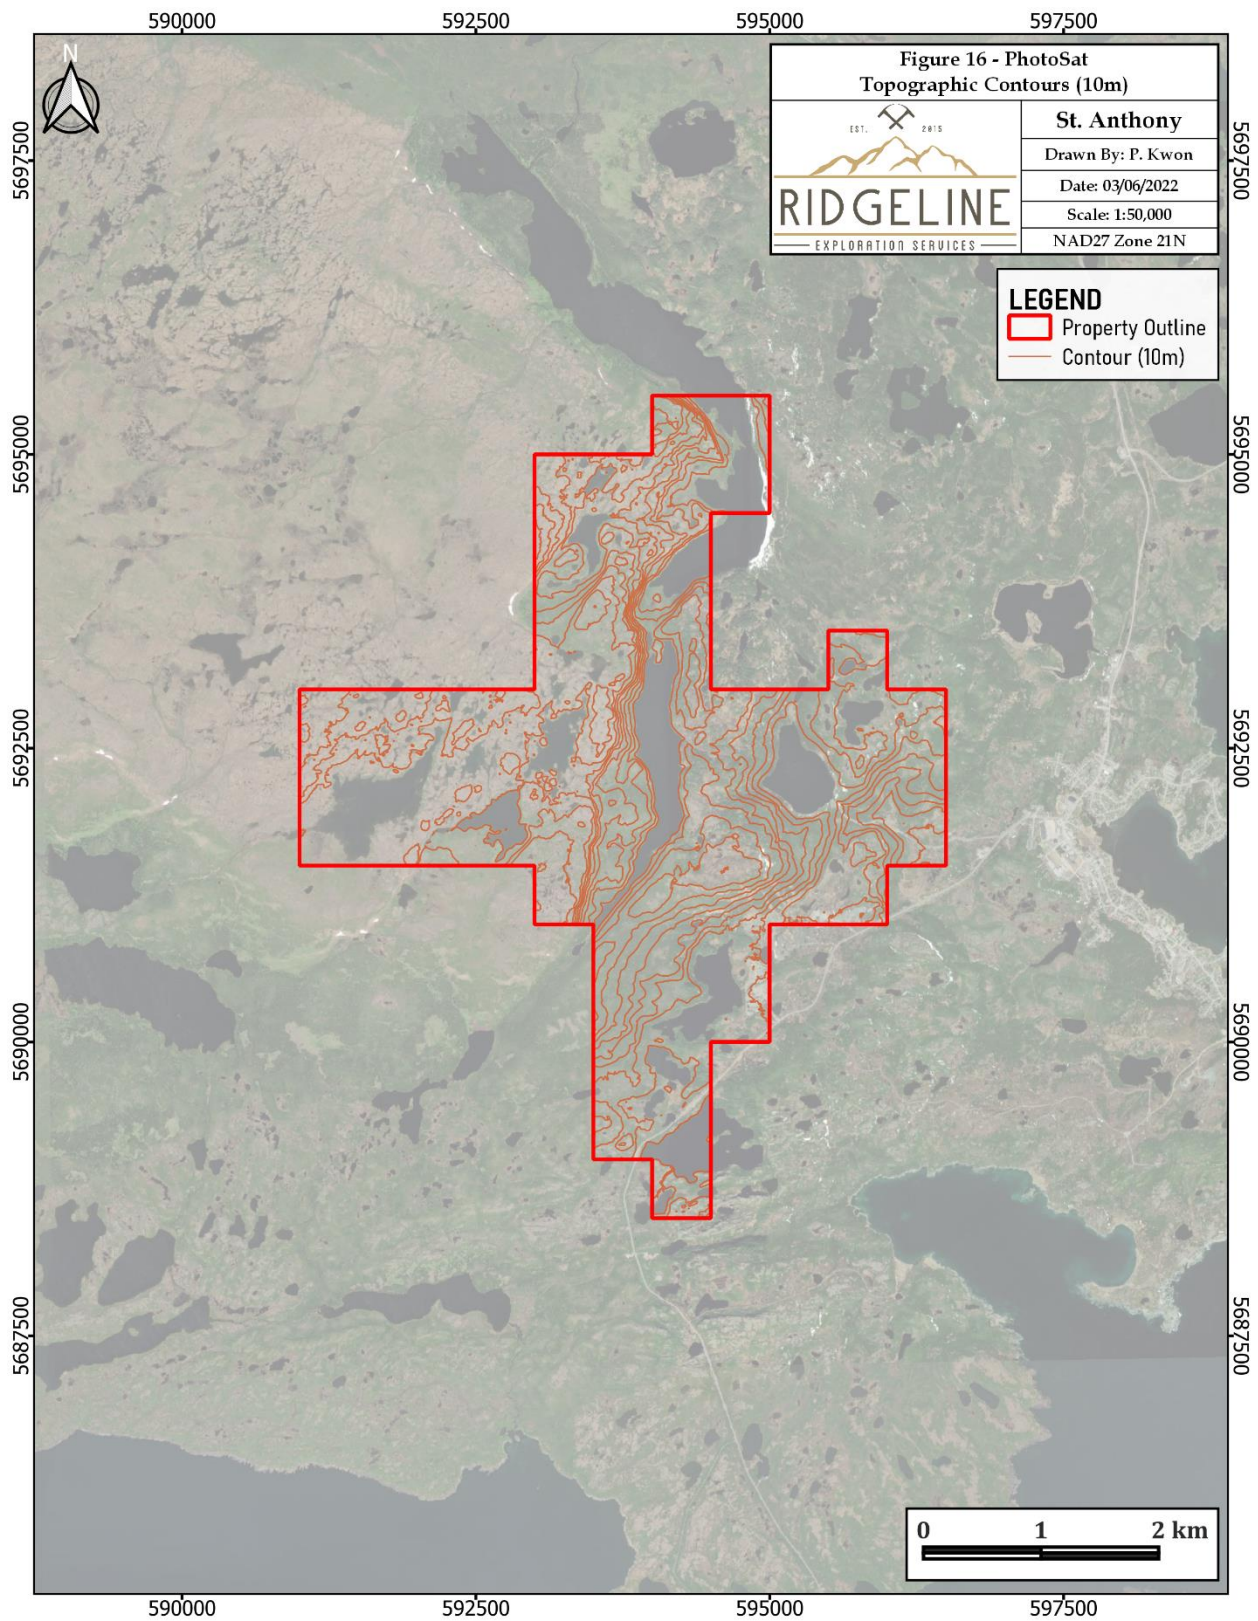 590000 592500 595000 597500
N
Figure 16 - PhotoSat
Topographic Contours (10m)
EST. 2015
RIDGELINE
EXPLORATION SERVICES
St. Anthony
Drawn By: P. Kwon
Date: 03/06/2022
Scale: 1:50,000
NAD27 Zone 21N
LEGEND
Property Outline
Contour (10m)
5697500 5697500
5695000 5695000
5692500 5692500
5690000 5690000
5687500 5687500
0 1 2 km
590000 592500 595000 597500